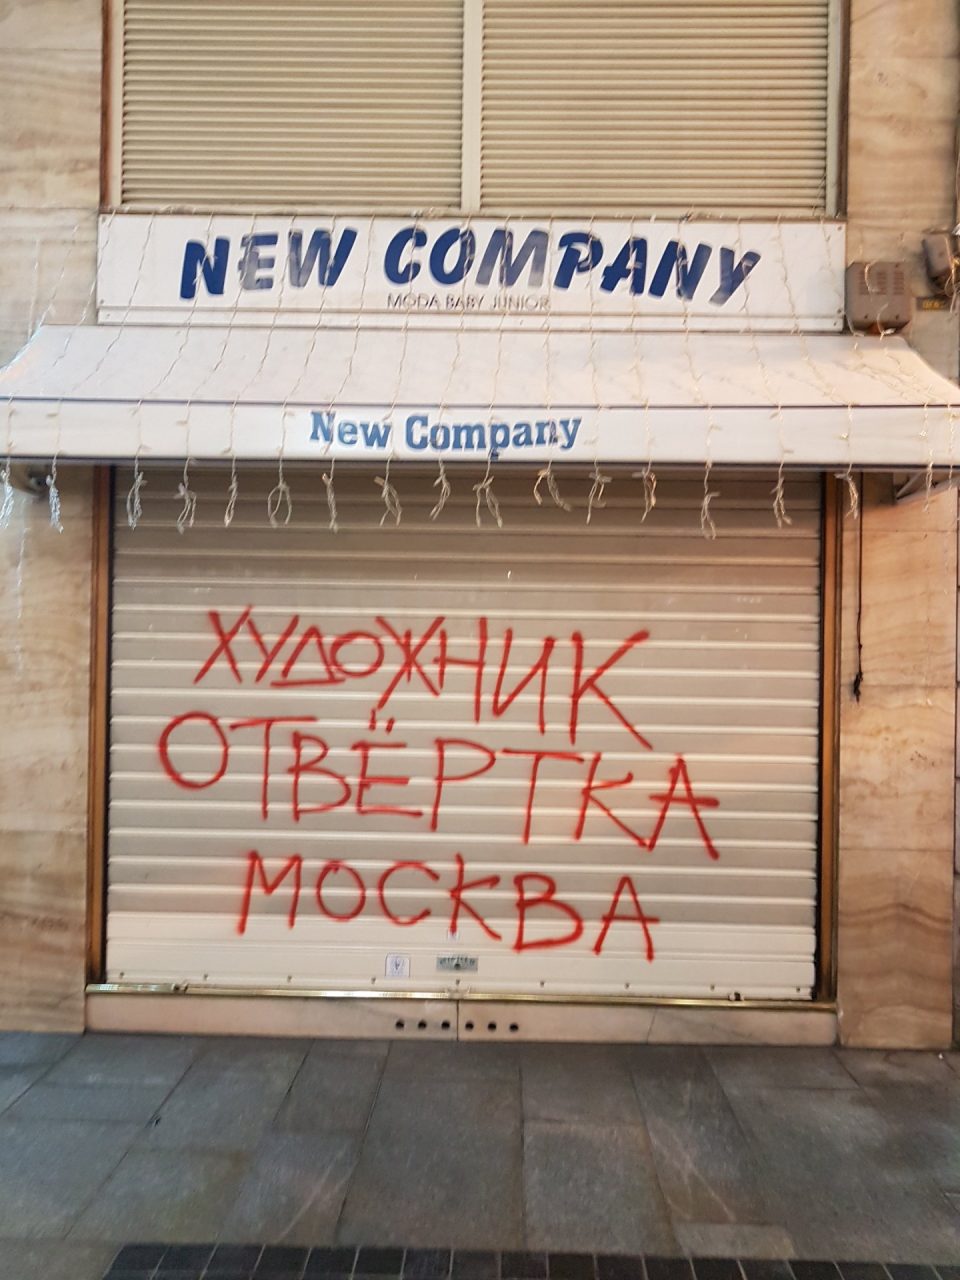 NEW COMPANY
MODA BABY JUNIOR
New Company
ХУДОЖНИК
ОТВЁРТКА
МОСКВА